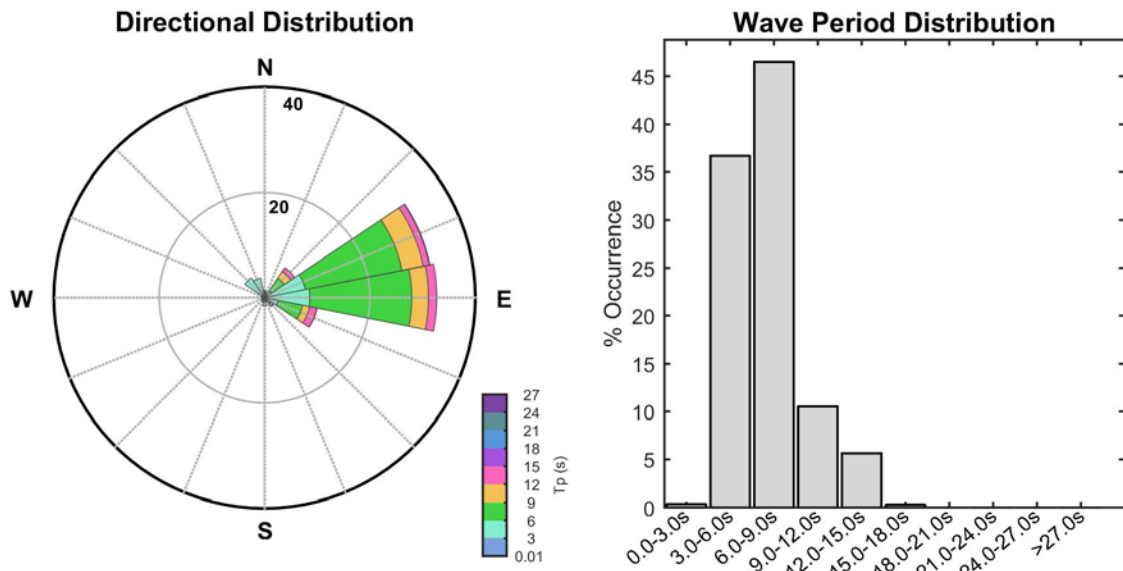 Directional Distribution
N
40
20
W
E
S
27
24
21
18
15
12
9
6
3
0.01
Tp (s)
Wave Period Distribution
% Occurrence
45
40
35
30
25
20
15
10
5
0
0.0-3.0s
3.0-6.0s
6.0-9.0s
9.0-12.0s
12.0-15.0s
15.0-18.0s
18.0-21.0s
21.0-24.0s
24.0-27.0s
>27.0s